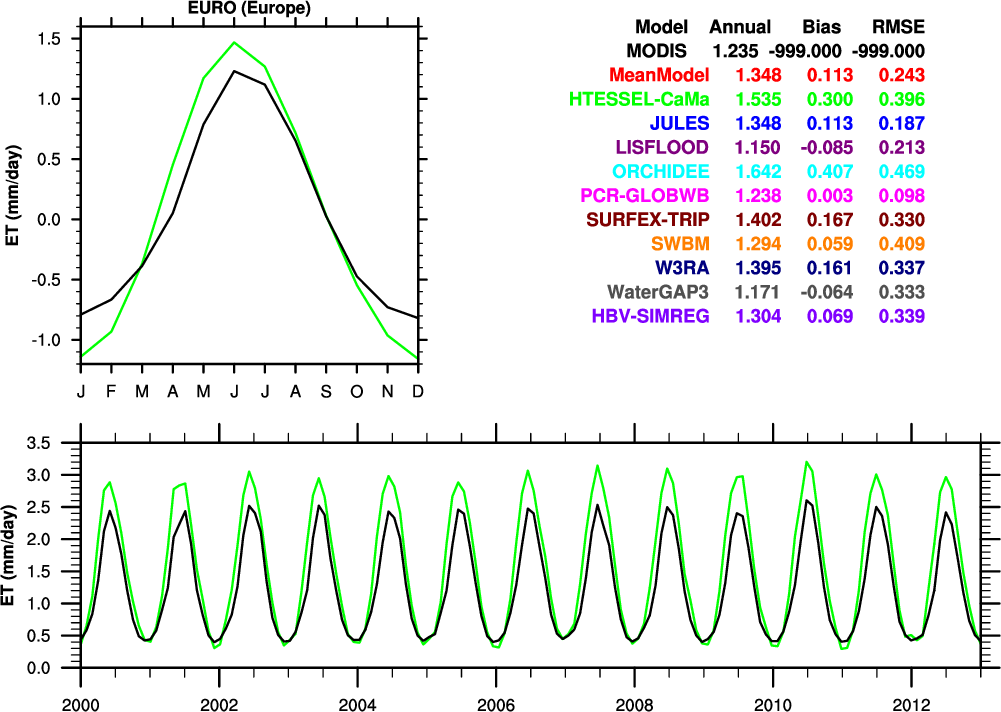 EURO (Europe)
1.5
1.0
0.5
0.0
-0.5
-1.0
ET (mm/day)
J F M A M J J A S O N D
Model Annual Bias RMSE
MODIS 1.235 -999.000 -999.000
MeanModel 1.348 0.113 0.243
HTESSEL-CaMa 1.535 0.300 0.396
JULES 1.348 0.113 0.187
LISFLOOD 1.150 -0.085 0.213
ORCHIDEE 1.642 0.407 0.469
PCR-GLOBWB 1.238 0.003 0.098
SURFEX-TRIP 1.402 0.167 0.330
SWBM 1.294 0.059 0.409
W3RA 1.395 0.161 0.337
WaterGAP3 1.171 -0.064 0.333
HBV-SIMREG 1.304 0.069 0.339
3.5
3.0
2.5
2.0
1.5
1.0
0.5
0.0
ET (mm/day)
2000 2002 2004 2006 2008 2010 2012